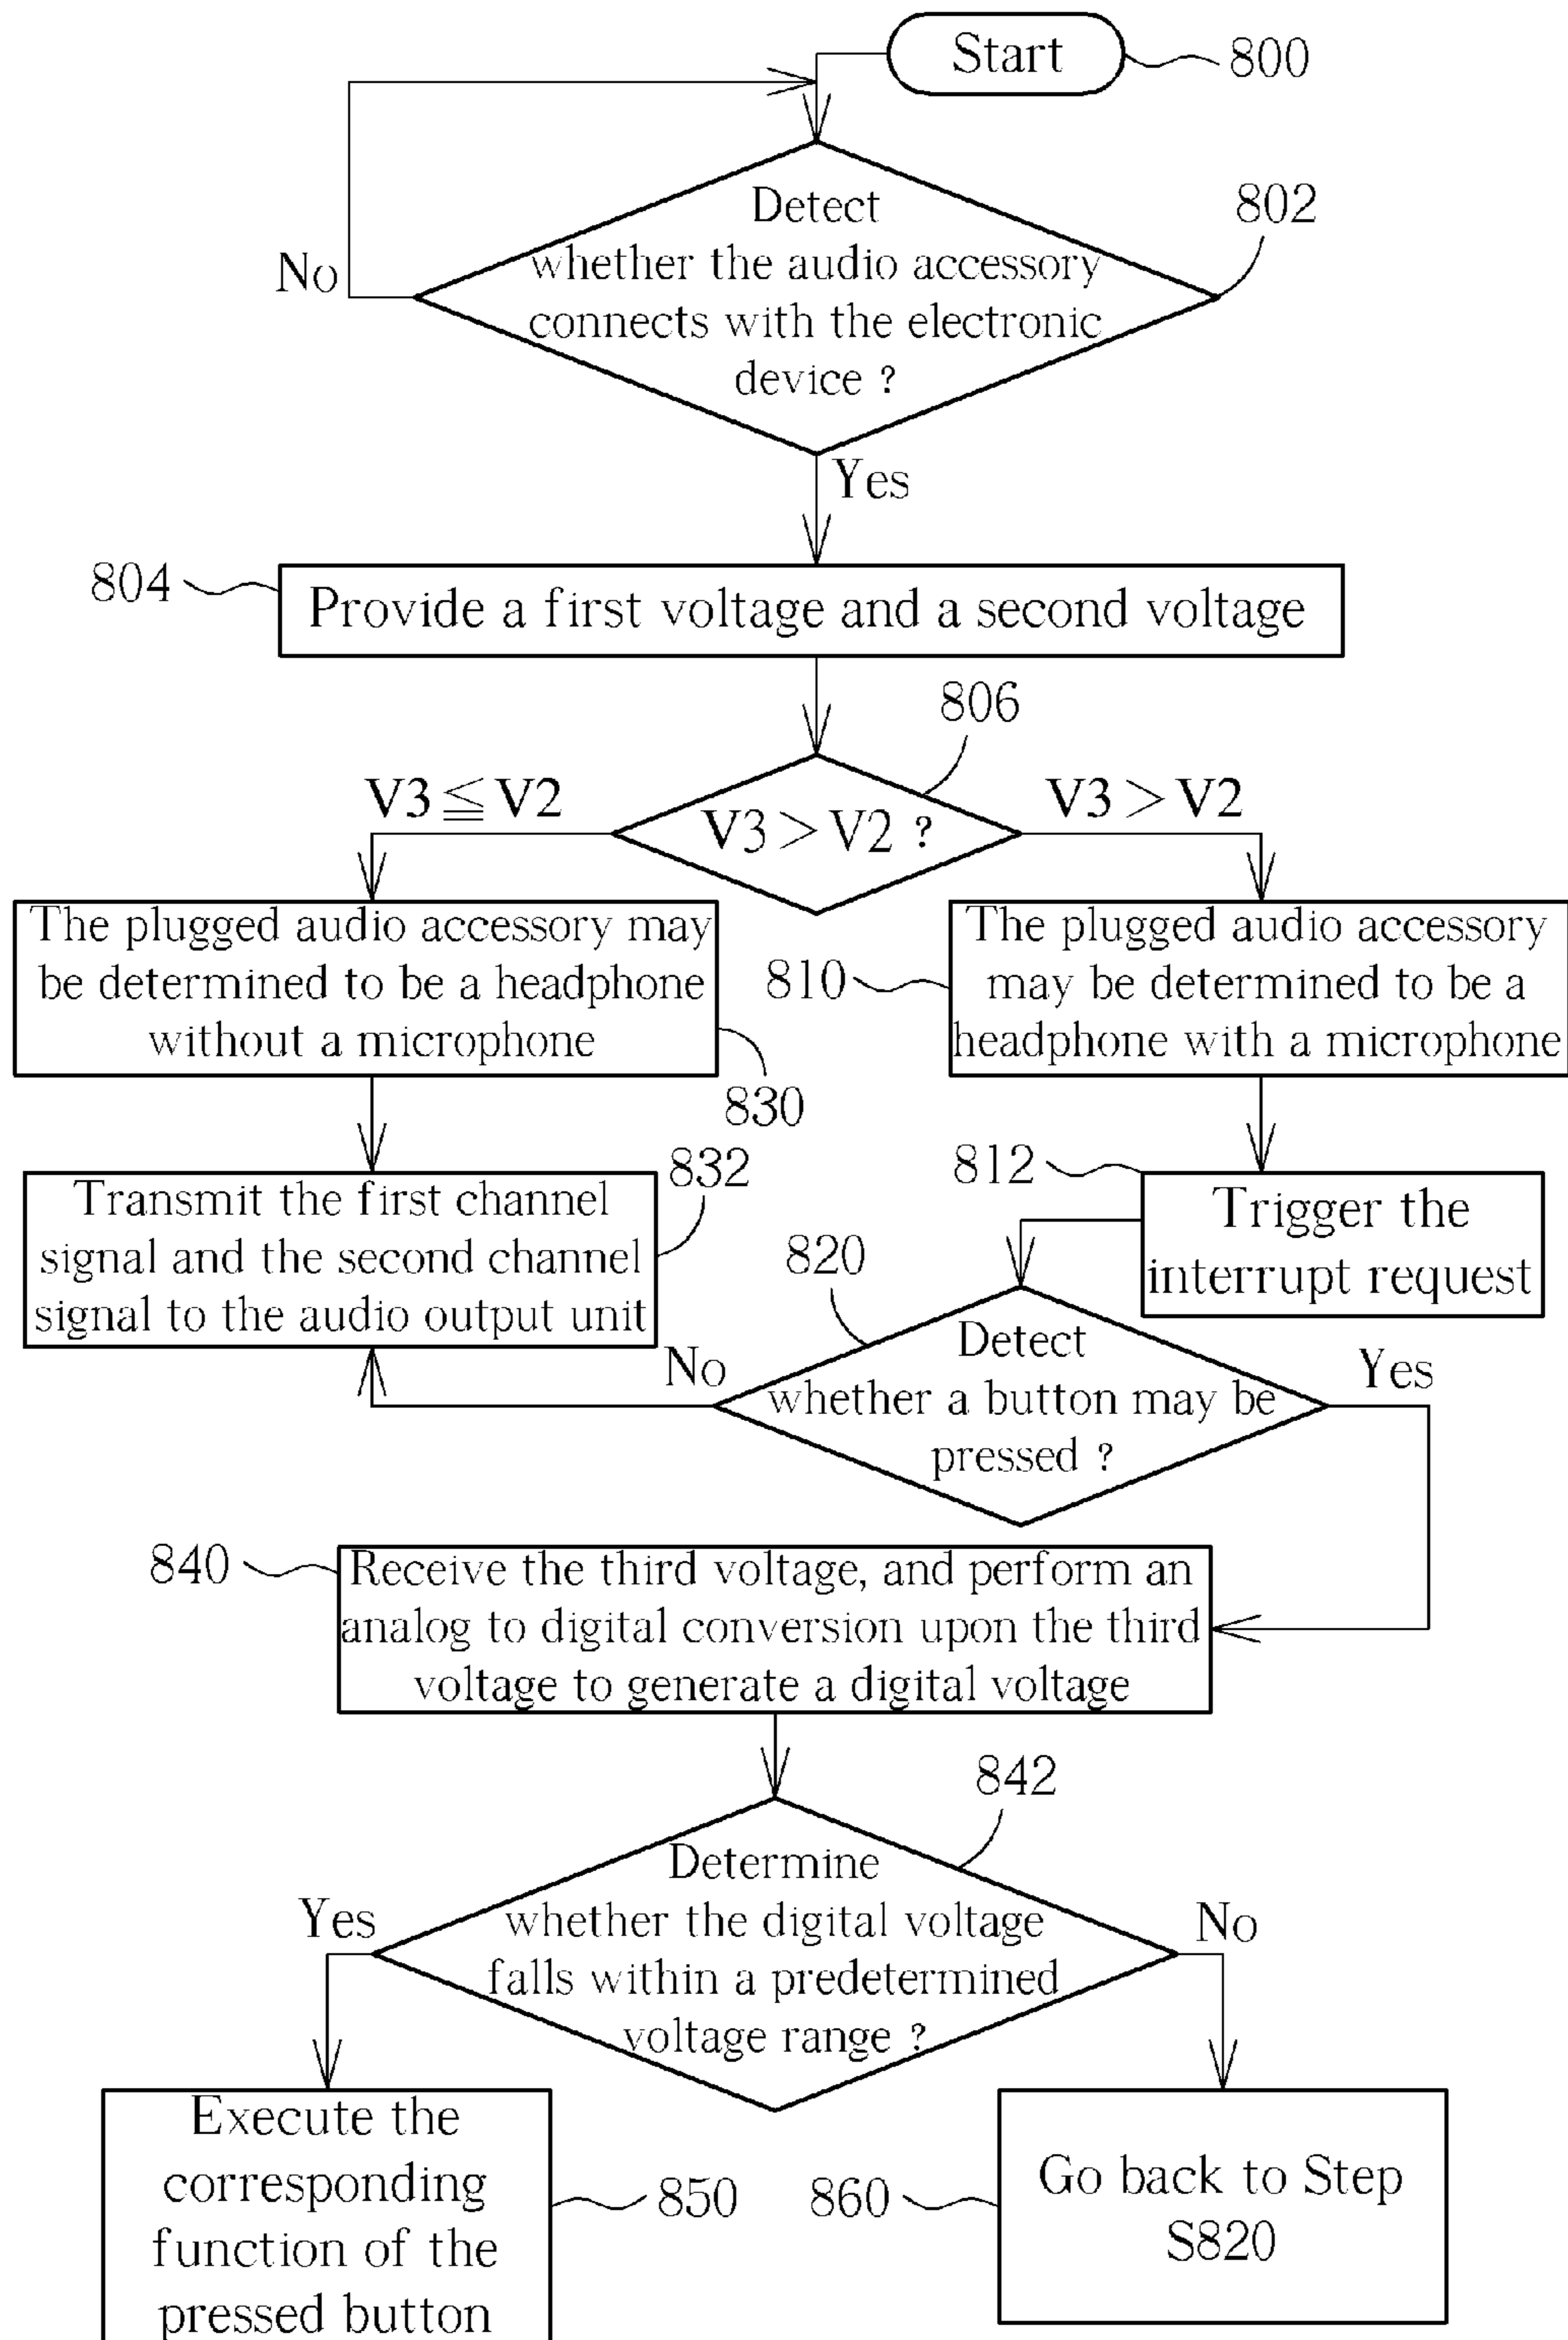 Start
800
Detect
whether the audio accessory
connects with the electronic
device ?
802
No
Yes
804
Provide a first voltage and a second voltage
806
V3≦V2
V3>V2 ?
V3>V2
The plugged audio accessory may
be determined to be a headphone
without a microphone
830
810
The plugged audio accessory
may be determined to be a
headphone with a microphone
832
Transmit the first channel
signal and the second channel
signal to the audio output unit
812
Trigger the
interrupt request
820
Detect
whether a button may be
pressed ?
No
Yes
840
Receive the third voltage, and perform an
analog to digital conversion upon the third
voltage to generate a digital voltage
842
Determine
whether the digital voltage
falls within a predetermined
voltage range ?
Yes
No
Execute the
corresponding
function of the
pressed button
850
860
Go back to Step
S820